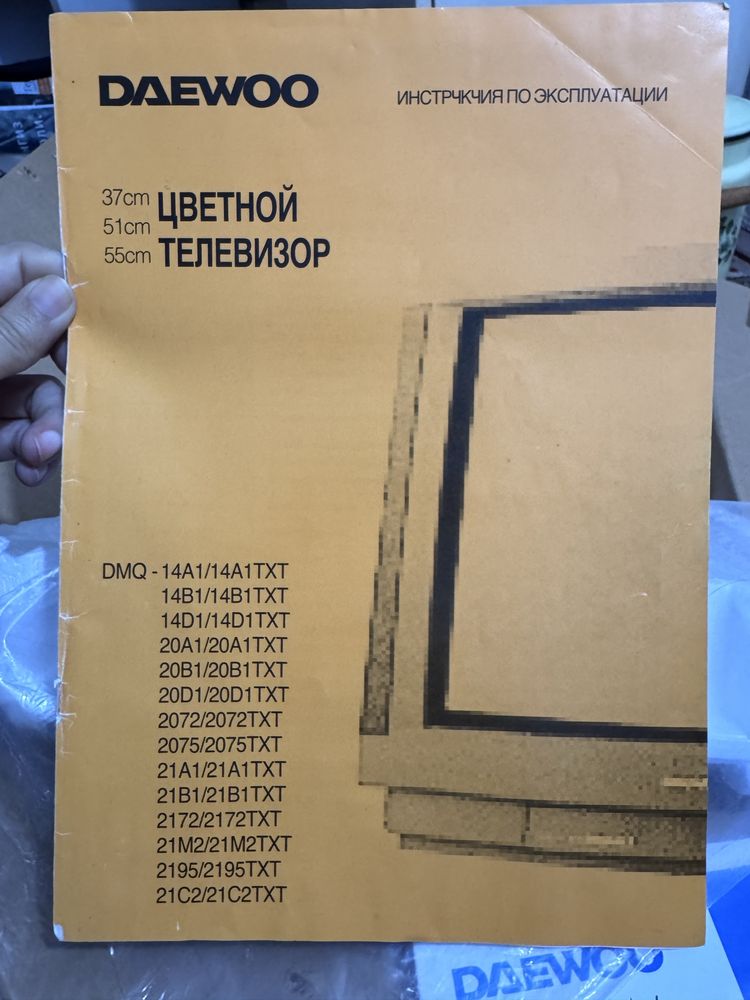 DAEWOO
ИНСТРЧКЧИЯ ПО ЭКСПЛУАТАЦИИ
37cm
51cm
55cm
ЦВЕТНОЙ
ТЕЛЕВИЗОР
DMQ - 14A1/14A1TXT
14B1/14B1TXT
14D1/14D1TXT
20A1/20A1TXT
20B1/20B1TXT
20D1/20D1TXT
2072/2072TXT
2075/2075TXT
21A1/21A1TXT
21B1/21B1TXT
2172/2172TXT
21M2/21M2TXT
2195/2195TXT
21C2/21C2TXT
DAEWOO